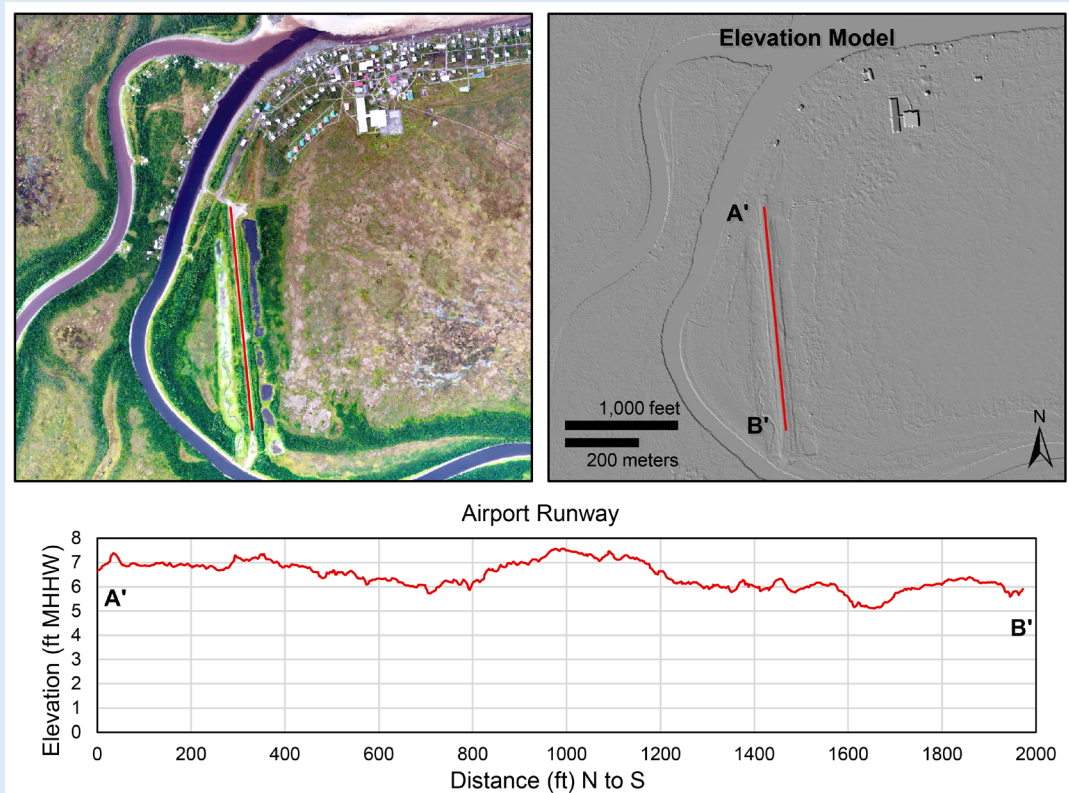 Elevation Model
A'
B'
1,000 feet
200 meters
N
Airport Runway
Elevation (ft MHHW)
8
7
6
5
4
3
2
1
0
A'
B'
0 200 400 600 800 1000 1200 1400 1600 1800 2000
Distance (ft) N to S